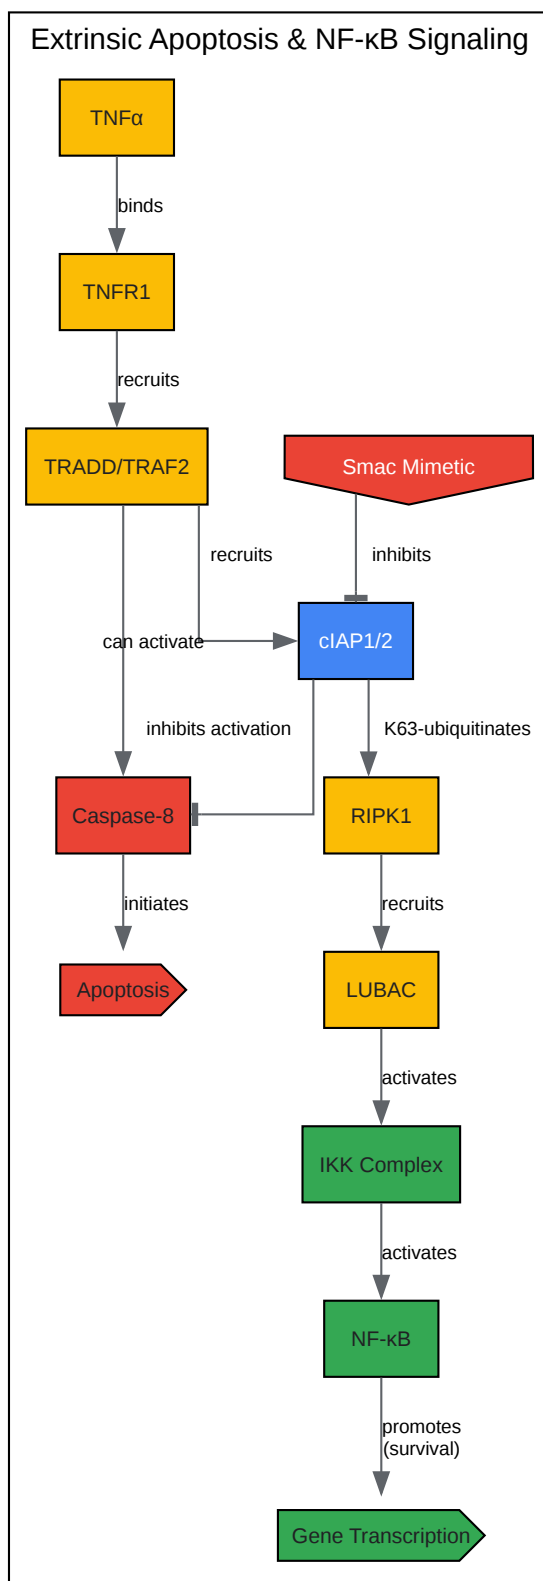 Extrinsic Apoptosis & NF-κB Signaling
TNFα
binds
TNFR1
recruits
TRADD/TRAF2
Smac Mimetic
recruits
inhibits
cIAP1/2
can activate
inhibits activation
K63-ubiquitinates
Caspase-8
RIPK1
initiates
recruits
Apoptosis
LUBAC
activates
IKK Complex
activates
NF-κB
promotes
(survival)
Gene Transcription